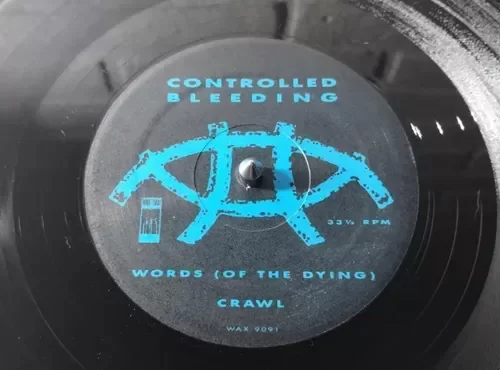 CONTROLLED
BLEEDING
33⅓ RPM
WORDS (OF THE DYING)
CRAWL
WAX 9091